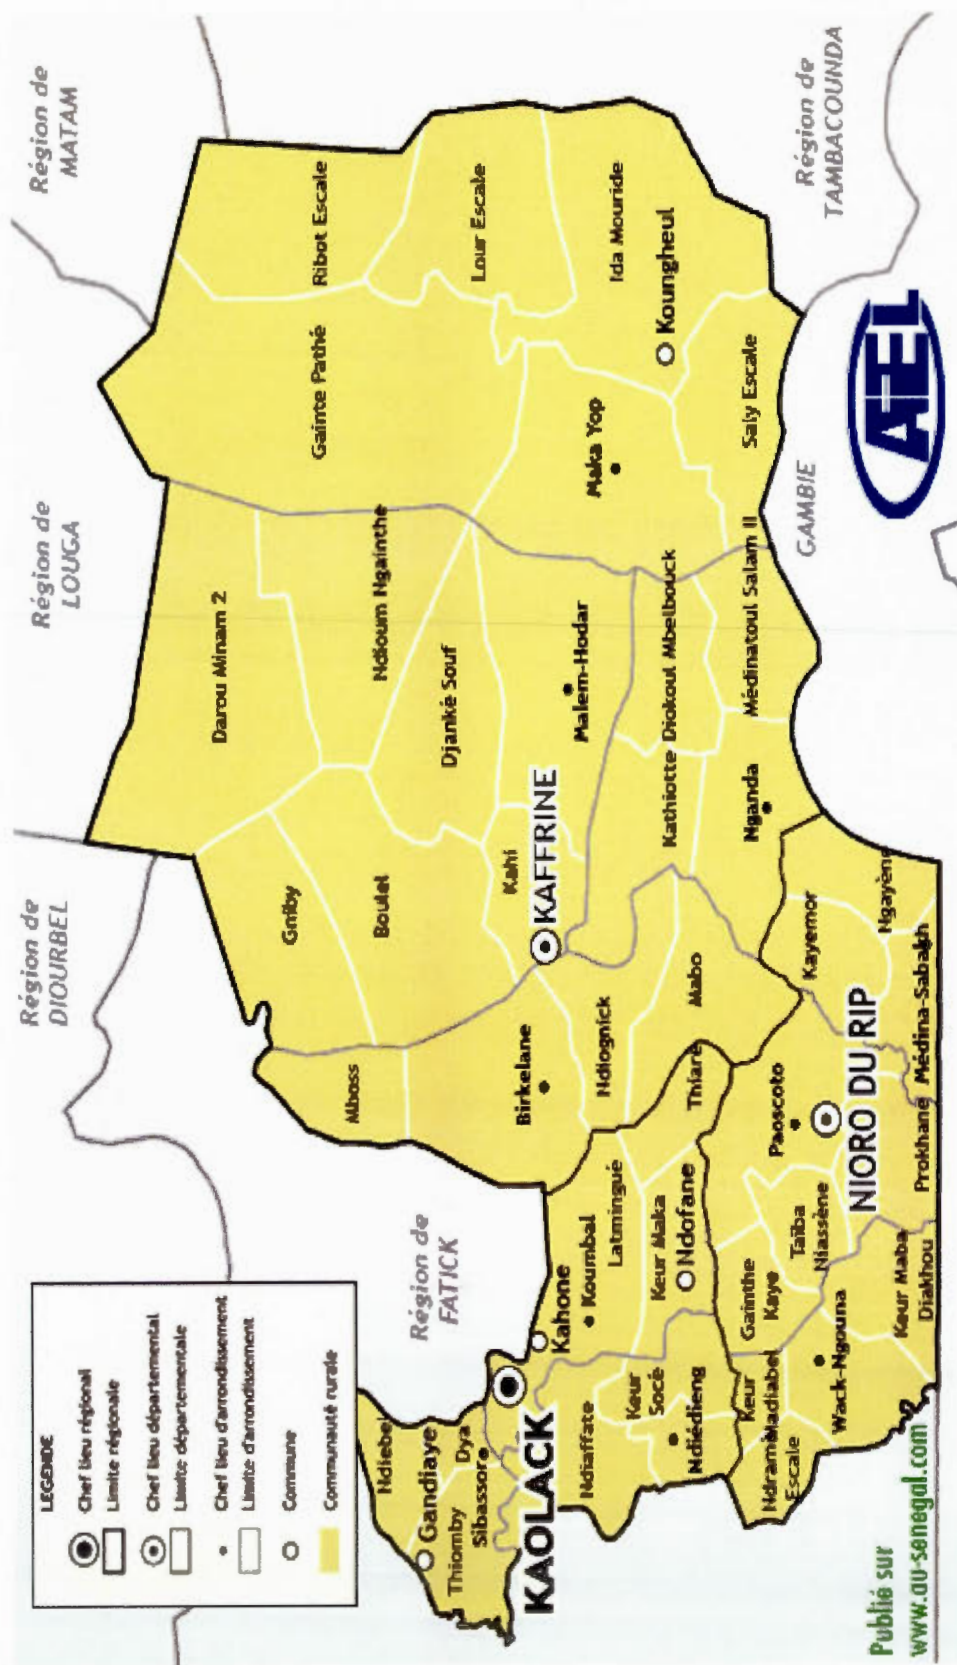 Région de
MATAM
Région de
LOUGA
Région de
DIOURBEL
Région de
FATICK
Région de
TAMBACOUNDA
GAMBIE
LEGENDE
Chef lieu régional
Limite régionale
Chef lieu départemental
Limite départementale
Chef lieu d'arrondissement
Limite d'arrondissement
Commune
Communauté rurale
Ribot Escale
Lour Escale
Ida Mouride
Koungheul
Gainte Pathé
Maka Yop
Saly Escale
Darou Minam 2
Ndioum Ngainthe
Djanké Souf
Malem-Hodar
Diokoul Mbelbouck
Kathiotte
Médinatoul Salam II
Nganda
Gniby
Boulel
Kahi
KAFFRINE
Mboss
Birkelane
Ndiognick
Mabo
Kayemor
Ngayène
Médina-Sabagh
Prokhane
NIORO DU RIP
Paoscoto
Taïba
Niassène
Thiaré
Latmingué
Keur Maka
Ndofane
Koumbal
Kahone
Gainthe
Kaye
Wack-Ngouna
Keur Maba
Diakhou
Keur
Madiabel
Ndrame
Escale
Keur
Socé
Ndiédieng
Ndiaffate
KAOLACK
Ndiebel
Gandiaye
Dya
Sibassor
Thiomby
AFEL
Publié sur
www.au-senegal.com